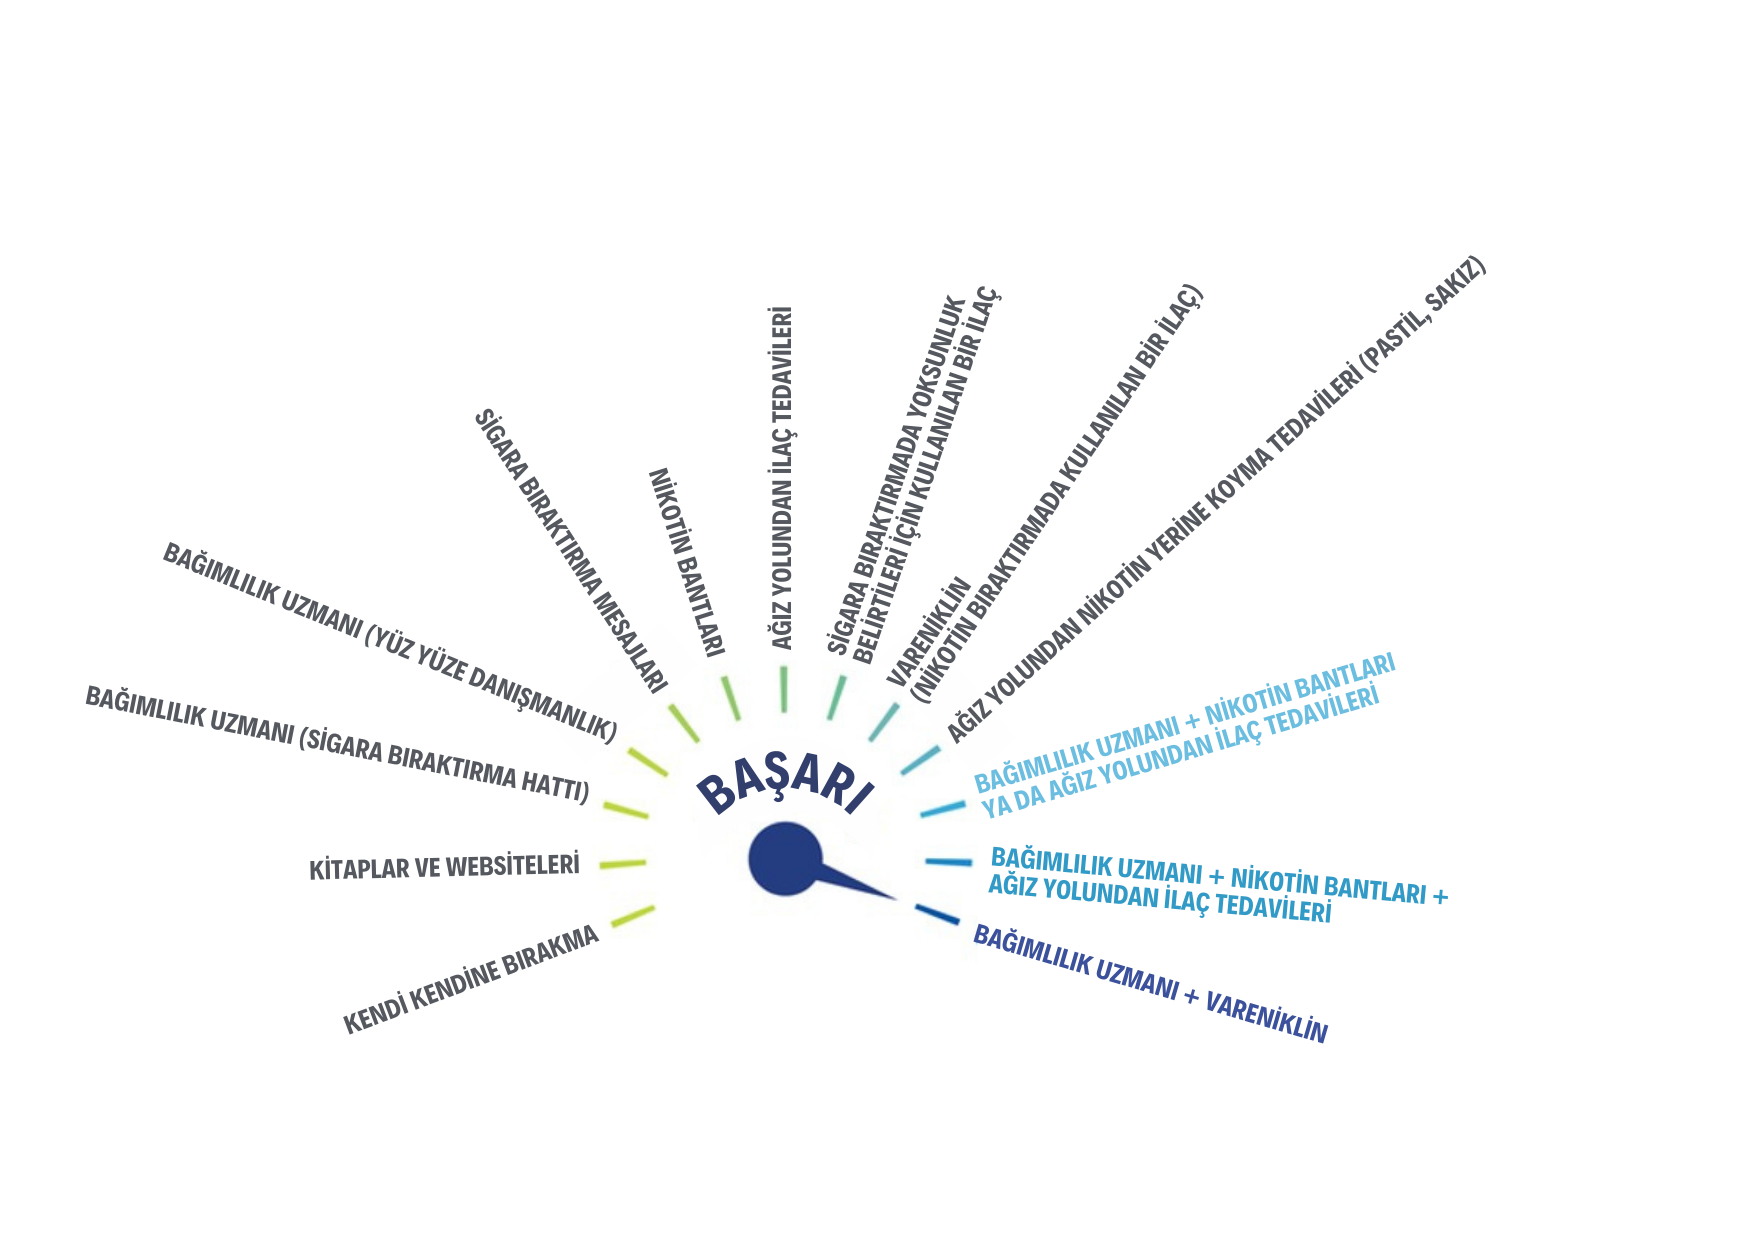 KENDİ KENDİNE BIRAKMA
KİTAPLAR VE WEBSİTELERİ
BAĞIMLILIK UZMANI (SİGARA BIRAKTIRMA HATTI)
BAĞIMLILIK UZMANI (YÜZ YÜZE DANIŞMANLIK)
SİGARA BIRAKTIRMA MESAJLARI
NİKOTİN BANTLARI
AĞIZ YOLUNDAN İLAÇ TEDAVİLERİ
SİGARA BIRAKTIRMADA YOKSUNLUK
BELİRTİLERİ İÇİN KULLANILAN BİR İLAÇ
VARENİKLİN
(NİKOTİN BIRAKTIRMADA KULLANILAN BİR İLAÇ)
AĞIZ YOLUNDAN NİKOTİN YERİNE KOYMA TEDAVİLERİ (PASTİL, SAKIZ)
BAĞIMLILIK UZMANI + NİKOTİN BANTLARI
YA DA AĞIZ YOLUNDAN İLAÇ TEDAVİLERİ
BAĞIMLILIK UZMANI + NİKOTİN BANTLARI +
AĞIZ YOLUNDAN İLAÇ TEDAVİLERİ
BAĞIMLILIK UZMANI + VARENİKLİN
BAŞARI